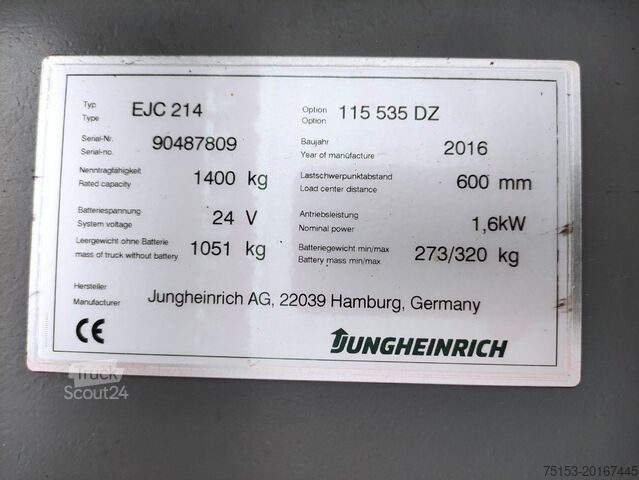 Typ EJC 214 Option 115 535 DZ
Type Option
Serial-Nr. 90487809 Baujahr 2016
Serial-no. Year of manufacture
Nenntragfähigkeit 1400 kg Lastschwerpunktabstand 600 mm
Rated capacity Load center distance
Batteriespannung 24 V Antriebsleistung 1,6kW
System voltage Nominal power
Leergewicht ohne Batterie 1051 kg Batteriegewicht min/max 273/320 kg
mass of truck without battery Battery mass min/max
Hersteller Jungheinrich AG, 22039 Hamburg, Germany
Manufacturer
CE JUNGHEINRICH
Truck
Scout24
75153-20167445